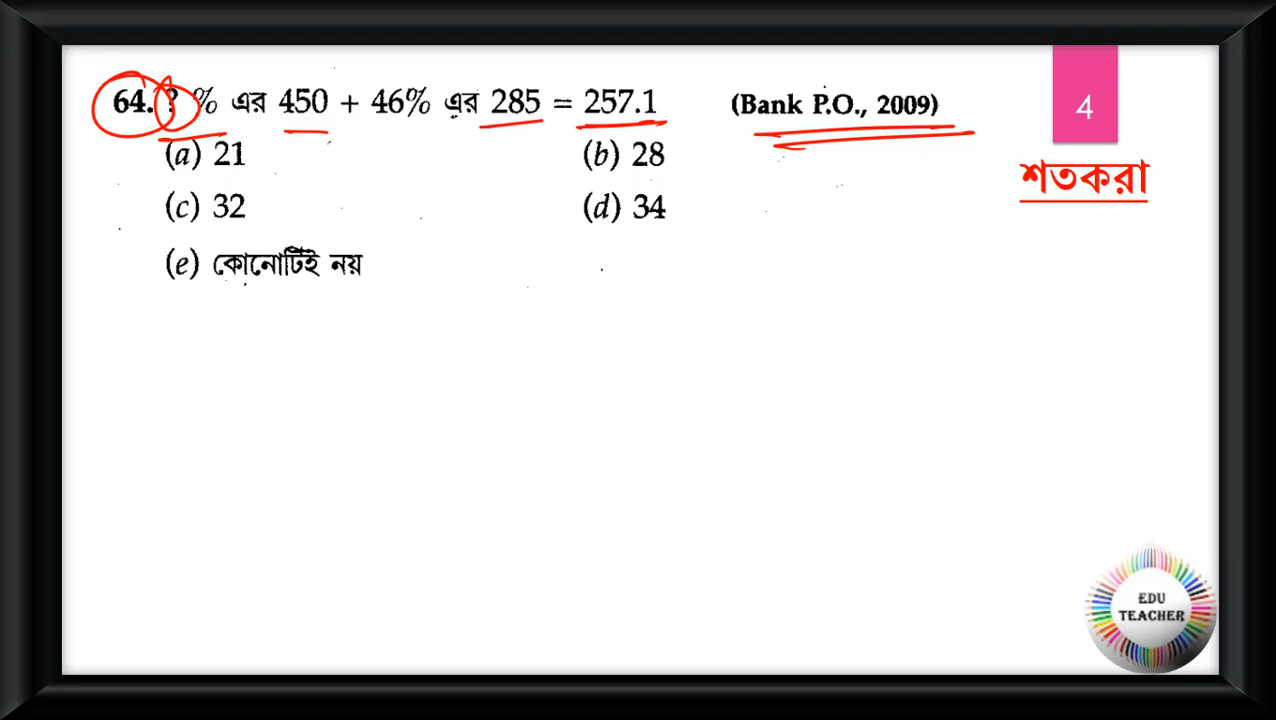 64. ? % এর 450 + 46% এর 285 = 257.1 (Bank P.O., 2009)
(a) 21 (b) 28
(c) 32 (d) 34
(e) কোনোটিই নয়
4
শতকরা
EDU
TEACHER